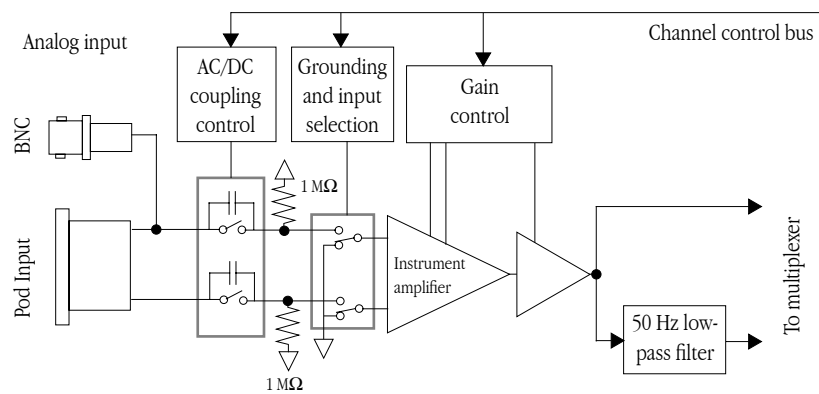 Analog input
Channel control bus
AC/DC
coupling
control
Grounding
and input
selection
Gain
control
BNC
1 MΩ
Pod Input
Instrument
amplifier
To multiplexer
50 Hz low-
pass filter
1 MΩ